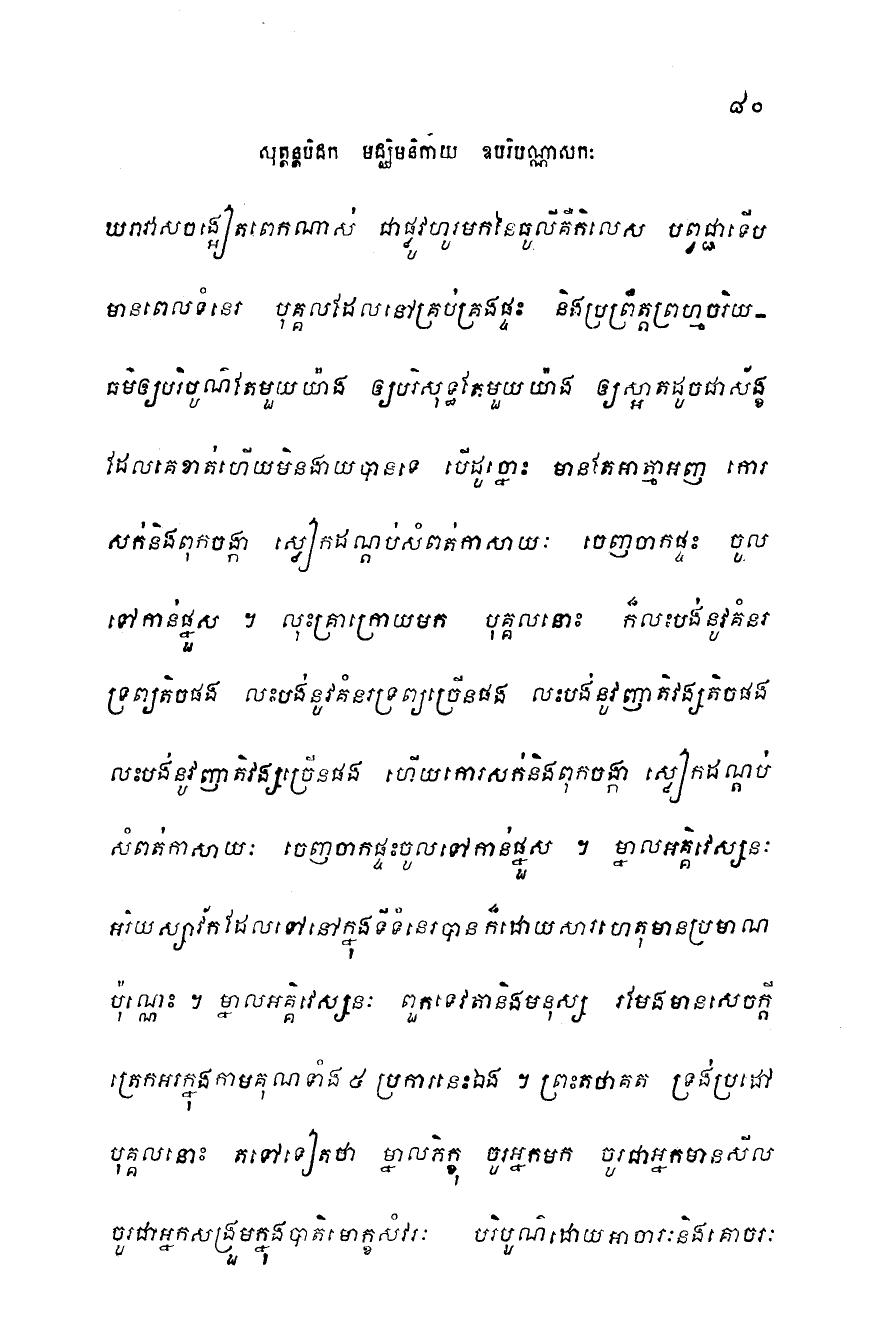 ៨០
សុត្តន្តបិដក មជ្ឈិមនិកាយ ឧបរិបណ្ណាសកៈ
ឃរាវាសចង្អៀតពេកណាស់ ជាផ្លូវហូរមកនៃធូលីគឺកិលេស បព្វជ្ជាទើប
មានពេលទំនេរ បុគ្គលដែលនៅគ្រប់គ្រងផ្ទះ និងប្រព្រឹត្តព្រហ្មចរិយ-
ធម៌ឲ្យបរិបូណ៌តែមួយយ៉ាង ឲ្យបរិសុទ្ធតែមួយយ៉ាង ឲ្យស្អាតដូចជាស័ង្ខ
ដែលគេខាត់ហើយមិនងាយបានទេ បើដូច្នោះ មានតែអាត្មាអញ កោរ
សក់និងពុកចង្កា ស្លៀកដណ្តប់សំពត់កាសាយៈ ចេញចាកផ្ទះ ចូល
ទៅកាន់ផ្នួស ។ លុះគ្រាក្រោយមក បុគ្គលនោះ ក៏លះបង់នូវគំនរ
ទ្រព្យតិចផង លះបង់នូវគំនរទ្រព្យច្រើនផង លះបង់នូវញាតិវង្សតិចផង
លះបង់នូវញាតិវង្សច្រើនផង ហើយកោរសក់និងពុកចង្កា ស្លៀកដណ្តប់
សំពត់កាសាយៈ ចេញចាកផ្ទះចូលទៅកាន់ផ្នួស ។ ម្នាលអគ្គិវេស្សនៈ
អរិយស្សាវ័កដែលទៅនៅក្នុងទីទំនេរបាន ក៏ដោយសារហេតុមានប្រមាណ
ប៉ុណ្ណេះ ។ ម្នាលអគ្គិវេស្សនៈ ពួកទេវតានិងមនុស្ស រមែងមានសេចក្តី
ត្រេកអរក្នុងកាមគុណទាំង ៥ ប្រការនេះឯង ។ ព្រះតថាគត ទ្រង់ប្រដៅ
បុគ្គលនោះ តទៅទៀតថា ម្នាលភិក្ខុ ចូរអ្នកមក ចូរជាអ្នកមានសីល
ចូរជាអ្នកសង្រួមក្នុងបាតិមោក្ខសំវរៈ បរិបូណ៌ដោយអាចារៈនិងគោចរៈ